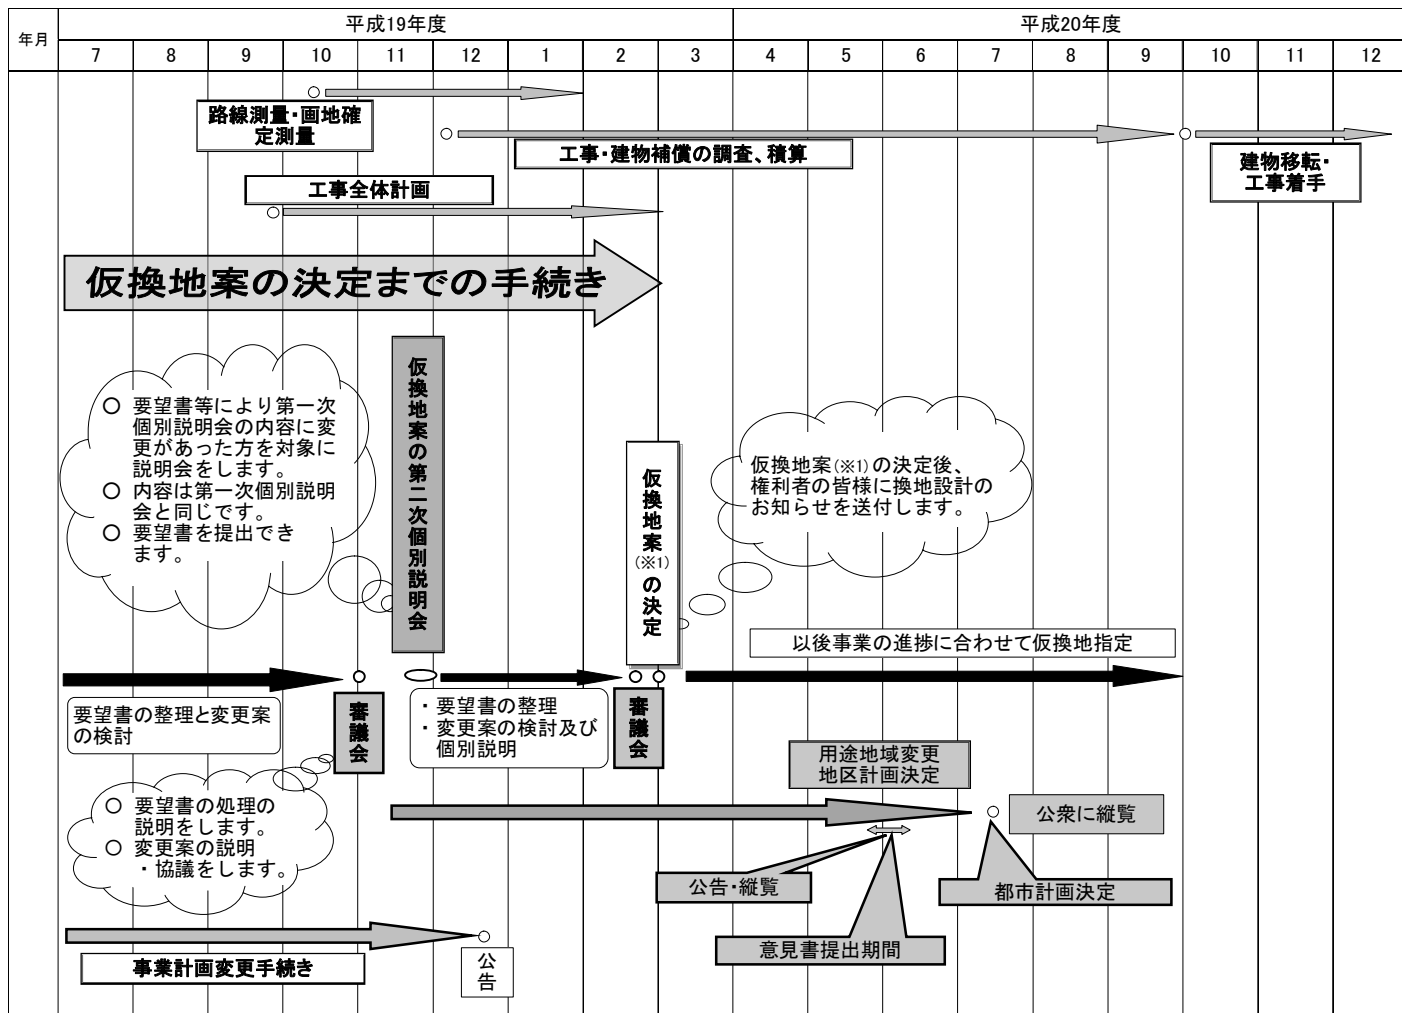 年月
平成19年度
平成20年度
7 8 9 10 11 12 1 2 3 4 5 6 7 8 9 10 11 12
路線測量・画地確
定測量
工事・建物補償の調査、積算
建物移転・
工事着手
工事全体計画
仮換地案の決定までの手続き
○ 要望書等により第一次
個別説明会の内容に変
更があった方を対象に
説明会をします。
○ 内容は第一次個別説明
会と同じです。
○ 要望書を提出でき
ます。
仮換地案の第二次個別説明会
仮換地案(※1)の決定
仮換地案(※1)の決定後、
権利者の皆様に換地設計の
お知らせを送付します。
以後事業の進捗に合わせて仮換地指定
要望書の整理と変更案
の検討
審議会
・要望書の整理
・変更案の検討及び
個別説明
審議会
○ 要望書の処理の
説明をします。
○ 変更案の説明
・協議をします。
用途地域変更
地区計画決定
公衆に縦覧
公告・縦覧
都市計画決定
意見書提出期間
事業計画変更手続き
公告